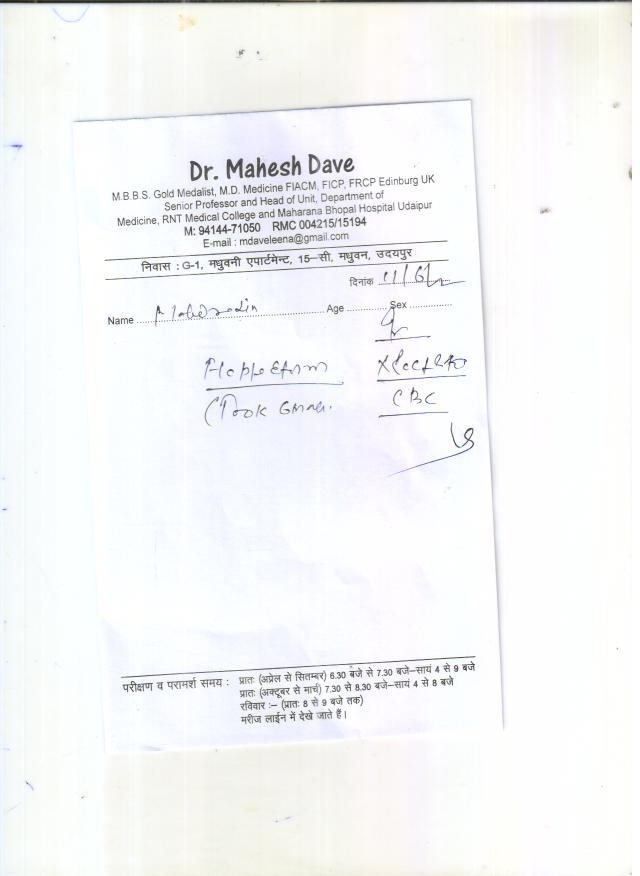 Dr. Mahesh Dave
M.B.B.S. Gold Medalist, M.D. Medicine FIACM, FICP, FRCP Edinburg UK
Senior Professor and Head of Unit, Department of
Medicine, RNT Medical College and Maharana Bhopal Hospital Udaipur
M: 94144-71050 RMC 004215/15194
E-mail : mdaveleena@gmail.com
निवास : G-1, मधुवनी एपार्टमेन्ट, 15-सी, मधुवन, उदयपुर
दिनांक
Name ........ Age ........ Sex ........
CBC
परीक्षण व परामर्श समय : प्रातः (अप्रेल से सितम्बर) 6.30 बजे से 7.30 बजे-सायं 4 से 9 बजे
प्रातः (अक्टूबर से मार्च) 7.30 से 8.30 बजे-सायं 4 से 8 बजे
रविवार :- (प्रातः 8 से 9 बजे तक)
मरीज लाईन में देखे जाते हैं।